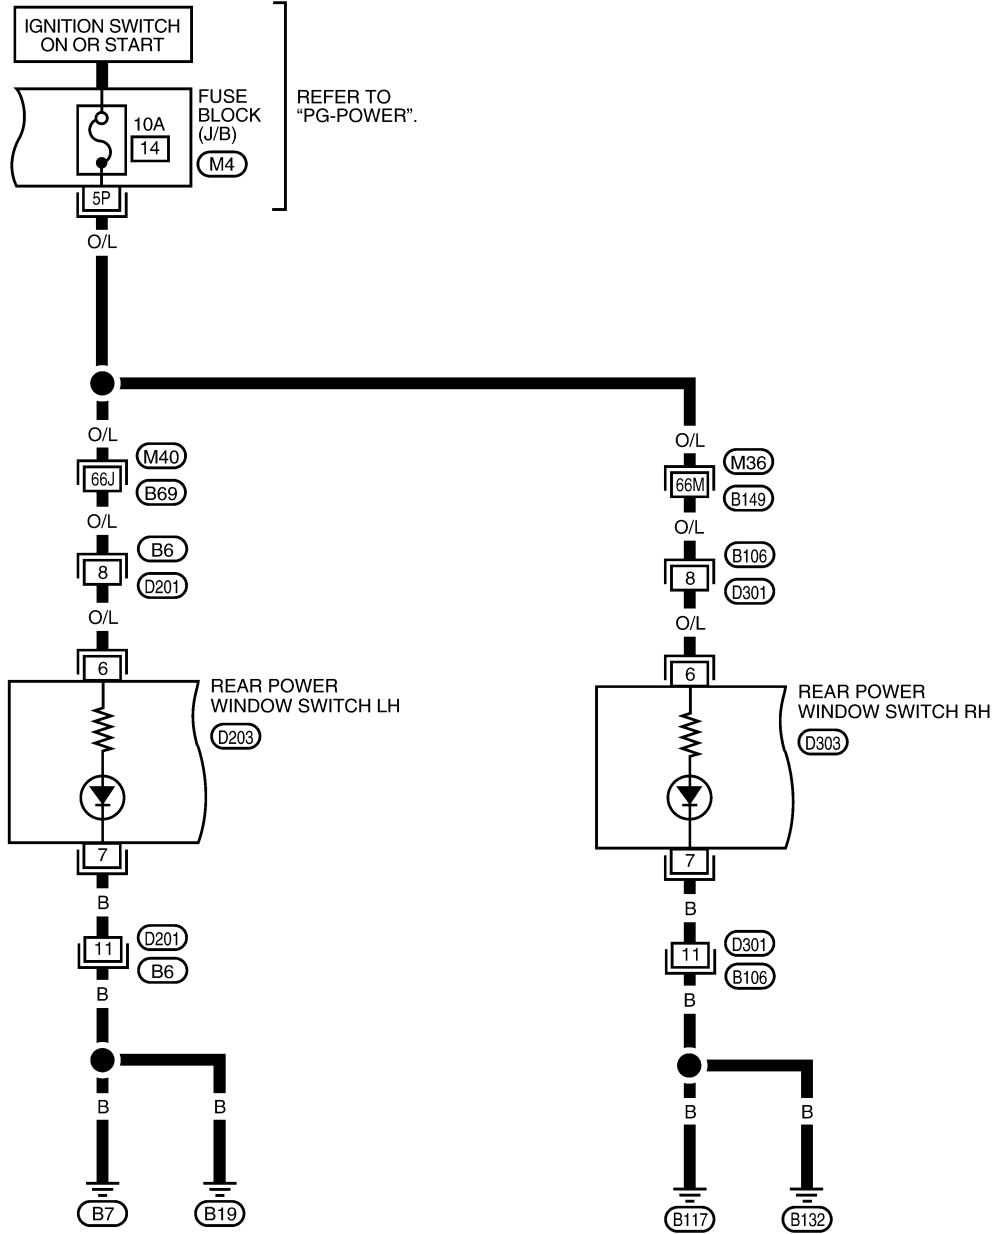 IGNITION SWITCH
ON OR START
FUSE
BLOCK
(J/B)
M4
10A
14
REFER TO
“PG-POWER”.
5P
O/L
O/L
66J
M40
B69
O/L
8
B6
D201
O/L
6
REAR POWER
WINDOW SWITCH LH
D203
7
B
11
D201
B6
B
B
B
B7
B19
O/L
66M
M36
B149
O/L
8
B106
D301
O/L
6
REAR POWER
WINDOW SWITCH RH
D303
7
B
11
D301
B106
B
B
B
B117
B132